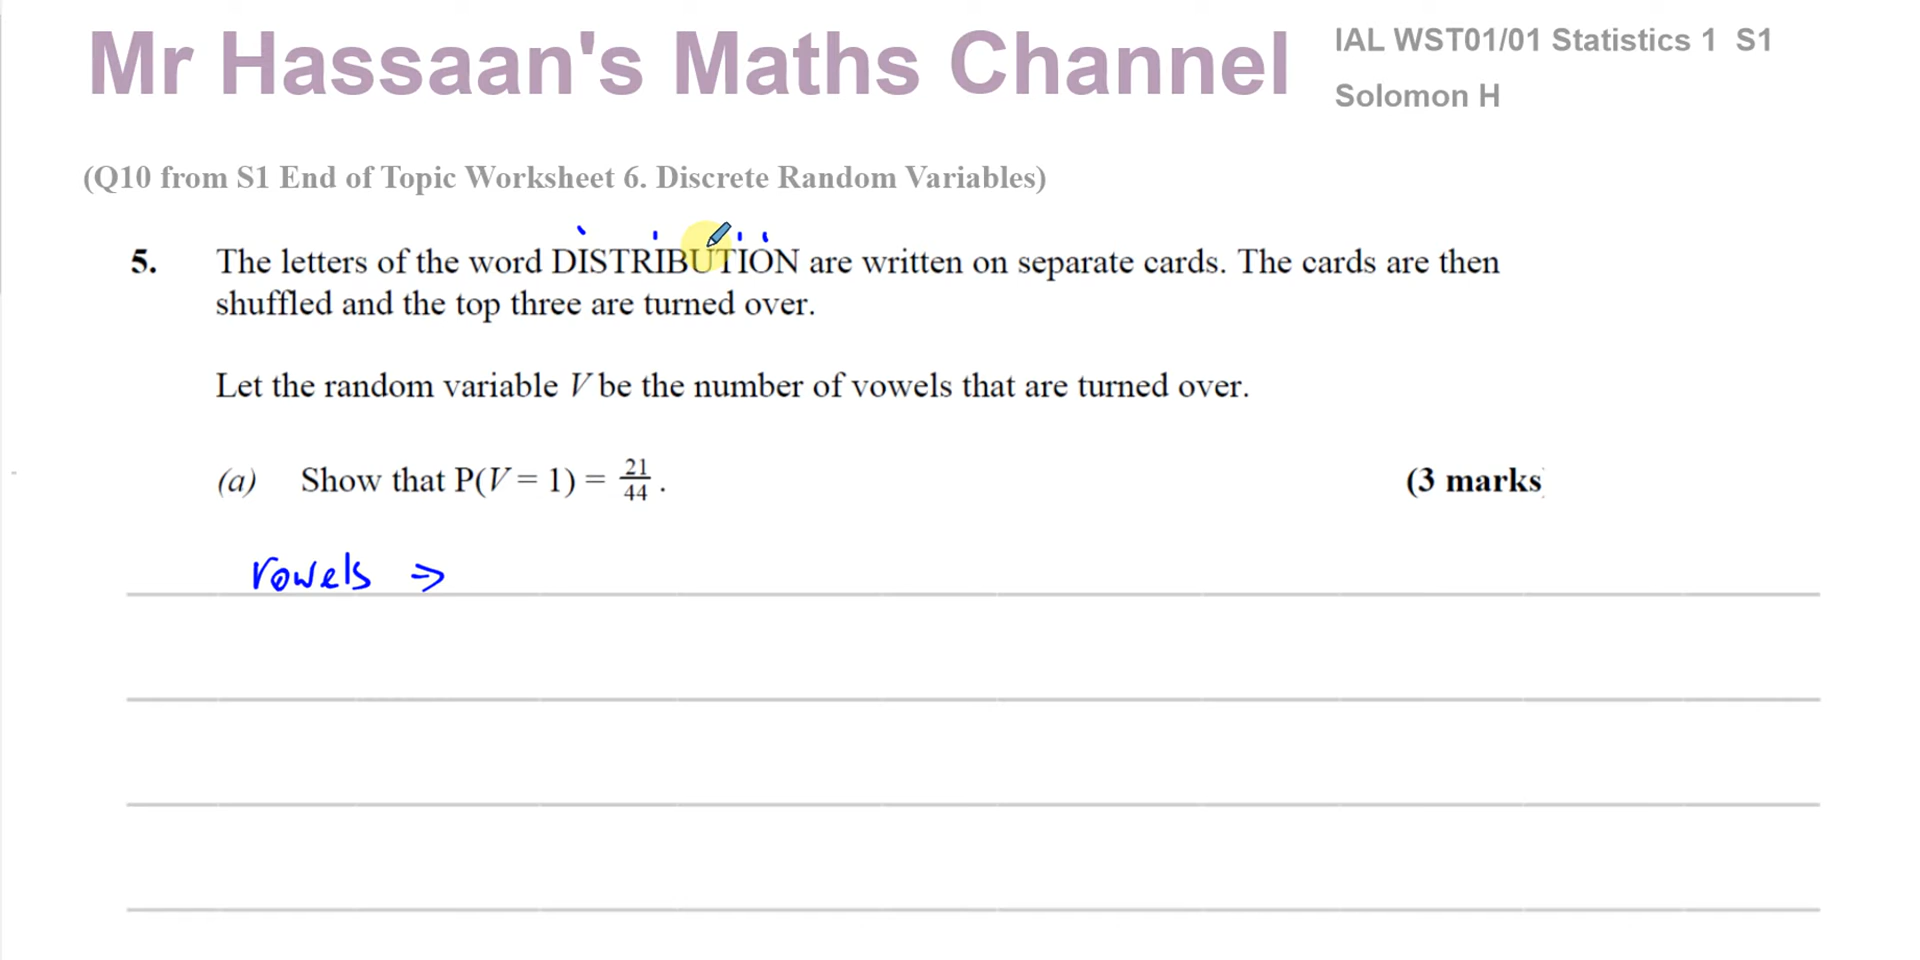 Mr Hassaan's Maths Channel
IAL WST01/01 Statistics 1 S1
Solomon H
(Q10 from S1 End of Topic Worksheet 6. Discrete Random Variables)
5. The letters of the word DISTRIBUTION are written on separate cards. The cards are then
shuffled and the top three are turned over.
Let the random variable V be the number of vowels that are turned over.
(a) Show that P(V = 1) = 21/44 . (3 marks
Vowels ⇒